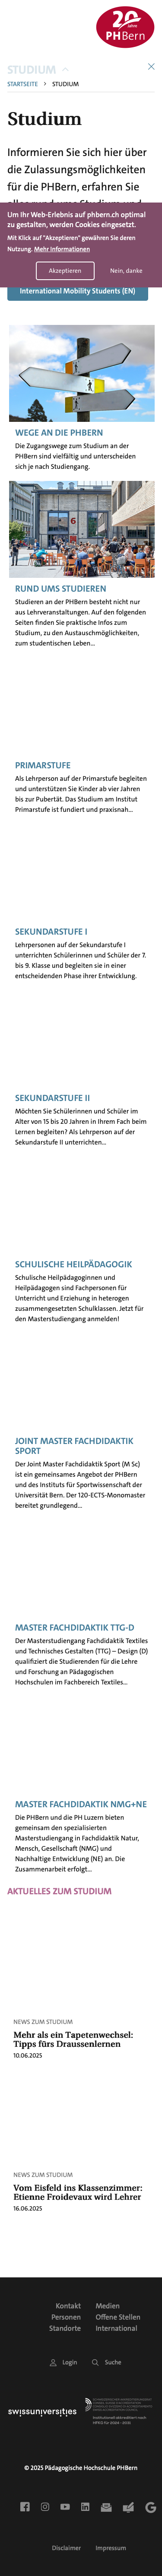 20 Jahre
PHBern
STUDIUM
STARTSEITE > STUDIUM
Studium
Informieren Sie sich hier über
die Zulassungsmöglichkeiten
für die PHBern, erfahren Sie
Um Ihr Web-Erlebnis auf phbern.ch optimal
zu gestalten, werden Cookies eingesetzt.
Mit Klick auf "Akzeptieren" gewähren Sie deren
Nutzung. Mehr Informationen
Akzeptieren Nein, danke
International Mobility Students (EN)
WEGE AN DIE PHBERN
Die Zugangswege zum Studium an der
PHBern sind vielfältig und unterscheiden
sich je nach Studiengang.
6
RUND UMS STUDIEREN
Studieren an der PHBern besteht nicht nur
aus Lehrveranstaltungen. Auf den folgenden
Seiten finden Sie praktische Infos zum
Studium, zu den Austauschmöglichkeiten,
zum studentischen Leben...
PRIMARSTUFE
Als Lehrperson auf der Primarstufe begleiten
und unterstützen Sie Kinder ab vier Jahren
bis zur Pubertät. Das Studium am Institut
Primarstufe ist fundiert und praxisnah...
SEKUNDARSTUFE I
Lehrpersonen auf der Sekundarstufe I
unterrichten Schülerinnen und Schüler der 7.
bis 9. Klasse und begleiten sie in einer
entscheidenden Phase ihrer Entwicklung.
SEKUNDARSTUFE II
Möchten Sie Schülerinnen und Schüler im
Alter von 15 bis 20 Jahren in Ihrem Fach beim
Lernen begleiten? Als Lehrperson auf der
Sekundarstufe II unterrichten...
SCHULISCHE HEILPÄDAGOGIK
Schulische Heilpädagoginnen und
Heilpädagogen sind Fachpersonen für
Unterricht und Erziehung in heterogen
zusammengesetzten Schulklassen. Jetzt für
den Masterstudiengang anmelden!
JOINT MASTER FACHDIDAKTIK
SPORT
Der Joint Master Fachdidaktik Sport (M Sc)
ist ein gemeinsames Angebot der PHBern
und des Instituts für Sportwissenschaft der
Universität Bern. Der 120-ECTS-Monomaster
bereitet grundlegend...
MASTER FACHDIDAKTIK TTG-D
Der Masterstudiengang Fachdidaktik Textiles
und Technisches Gestalten (TTG) – Design (D)
qualifiziert die Studierenden für die Lehre
und Forschung an Pädagogischen
Hochschulen im Fachbereich Textiles...
MASTER FACHDIDAKTIK NMG+NE
Die PHBern und die PH Luzern bieten
gemeinsam den spezialisierten
Masterstudiengang in Fachdidaktik Natur,
Mensch, Gesellschaft (NMG) und
Nachhaltige Entwicklung (NE) an. Die
Zusammenarbeit erfolgt...
AKTUELLES ZUM STUDIUM
NEWS ZUM STUDIUM
Mehr als ein Tapetenwechsel:
Tipps fürs Draussenlernen
10.06.2025
NEWS ZUM STUDIUM
Vom Eisfeld ins Klassenzimmer:
Etienne Froidevaux wird Lehrer
16.06.2025
Kontakt Medien
Personen Offene Stellen
Standorte International
Login Suche
swissuniversities
© 2025 Pädagogische Hochschule PHBern
Disclaimer Impressum